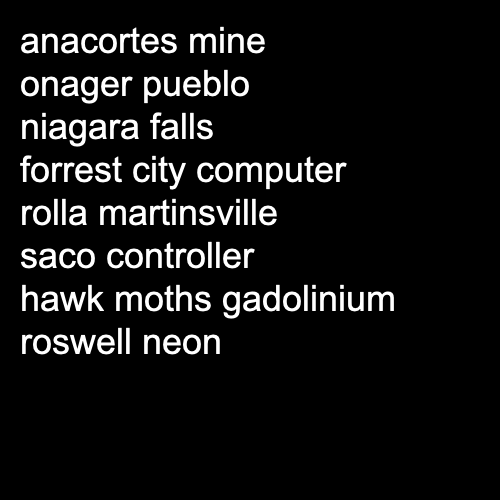 anacortes mine
onager pueblo
niagara falls
forrest city computer
rolla martinsville
saco controller
hawk moths gadolinium
roswell neon